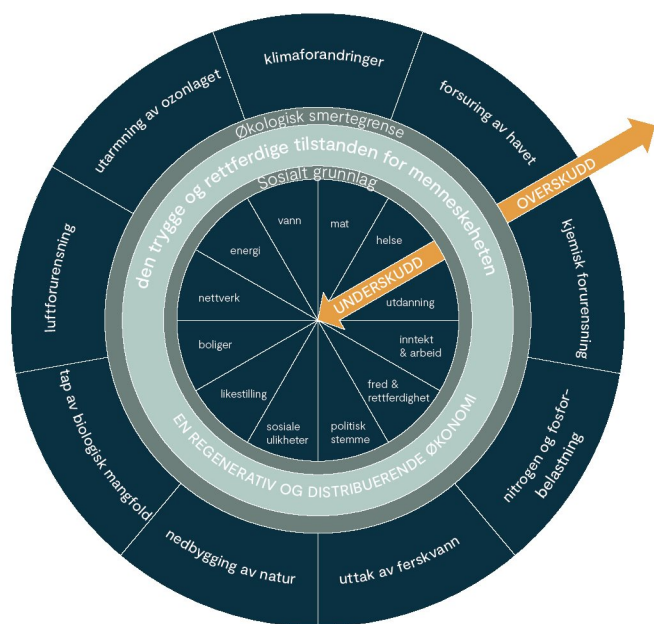 klimaforandringer
forsuring av havet
kjemisk forurensning
nitrogen og fosfor-
belastning
uttak av ferskvann
nedbygging av natur
tap av biologisk mangfold
luftforurensning
utarmning av ozonlaget
Økologisk smertegrense
den trygge og rettferdige tilstanden for menneskeheten
Sosialt grunnlag
OVERSKUDD
UNDERSKUDD
vann
mat
helse
utdanning
inntekt
& arbeid
fred &
rettferdighet
politisk
stemme
sosiale
ulikheter
likestilling
boliger
nettverk
energi
EN REGENERATIV OG DISTRIBUERENDE ØKONOMI